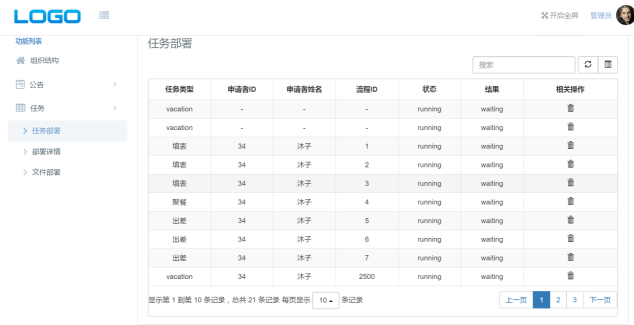 LOGO 开启全屏 管理员
功能列表
组织结构
公告
任务
任务部署
部署详情
文件部署
任务部署
搜索
任务类型 申请者ID 申请者姓名 流程ID 状态 结果 相关操作
vacation - - - running waiting
vacation - - - running waiting
填表 34 沐子 1 running waiting
填表 34 沐子 2 running waiting
填表 34 沐子 3 running waiting
聚餐 34 沐子 4 running waiting
出差 34 沐子 5 running waiting
出差 34 沐子 6 running waiting
出差 34 沐子 7 running waiting
vacation 34 沐子 2500 running waiting
显示第 1 到第 10 条记录，总共 21 条记录 每页显示 10 条记录 上一页 1 2 3 下一页